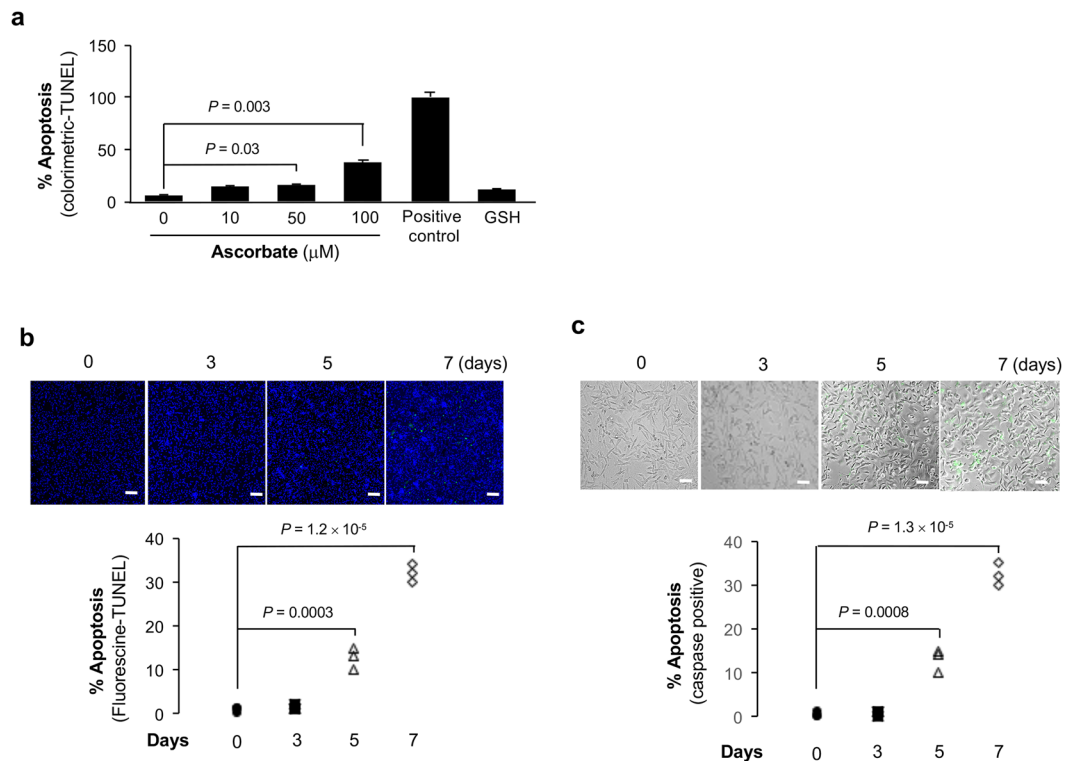 a
% Apoptosis
(colorimetric-TUNEL)
150
100
50
0
P = 0.003
P = 0.03
0 10 50 100 Positive control GSH
Ascorbate (µM)
b
0 3 5 7 (days)
% Apoptosis
(Fluorescine-TUNEL)
40
30
20
10
0
P = 1.2 × 10-5
P = 0.0003
Days 0 3 5 7
c
0 3 5 7 (days)
% Apoptosis
(caspase positive)
40
30
20
10
0
P = 1.3 × 10-5
P = 0.0008
Days 0 3 5 7